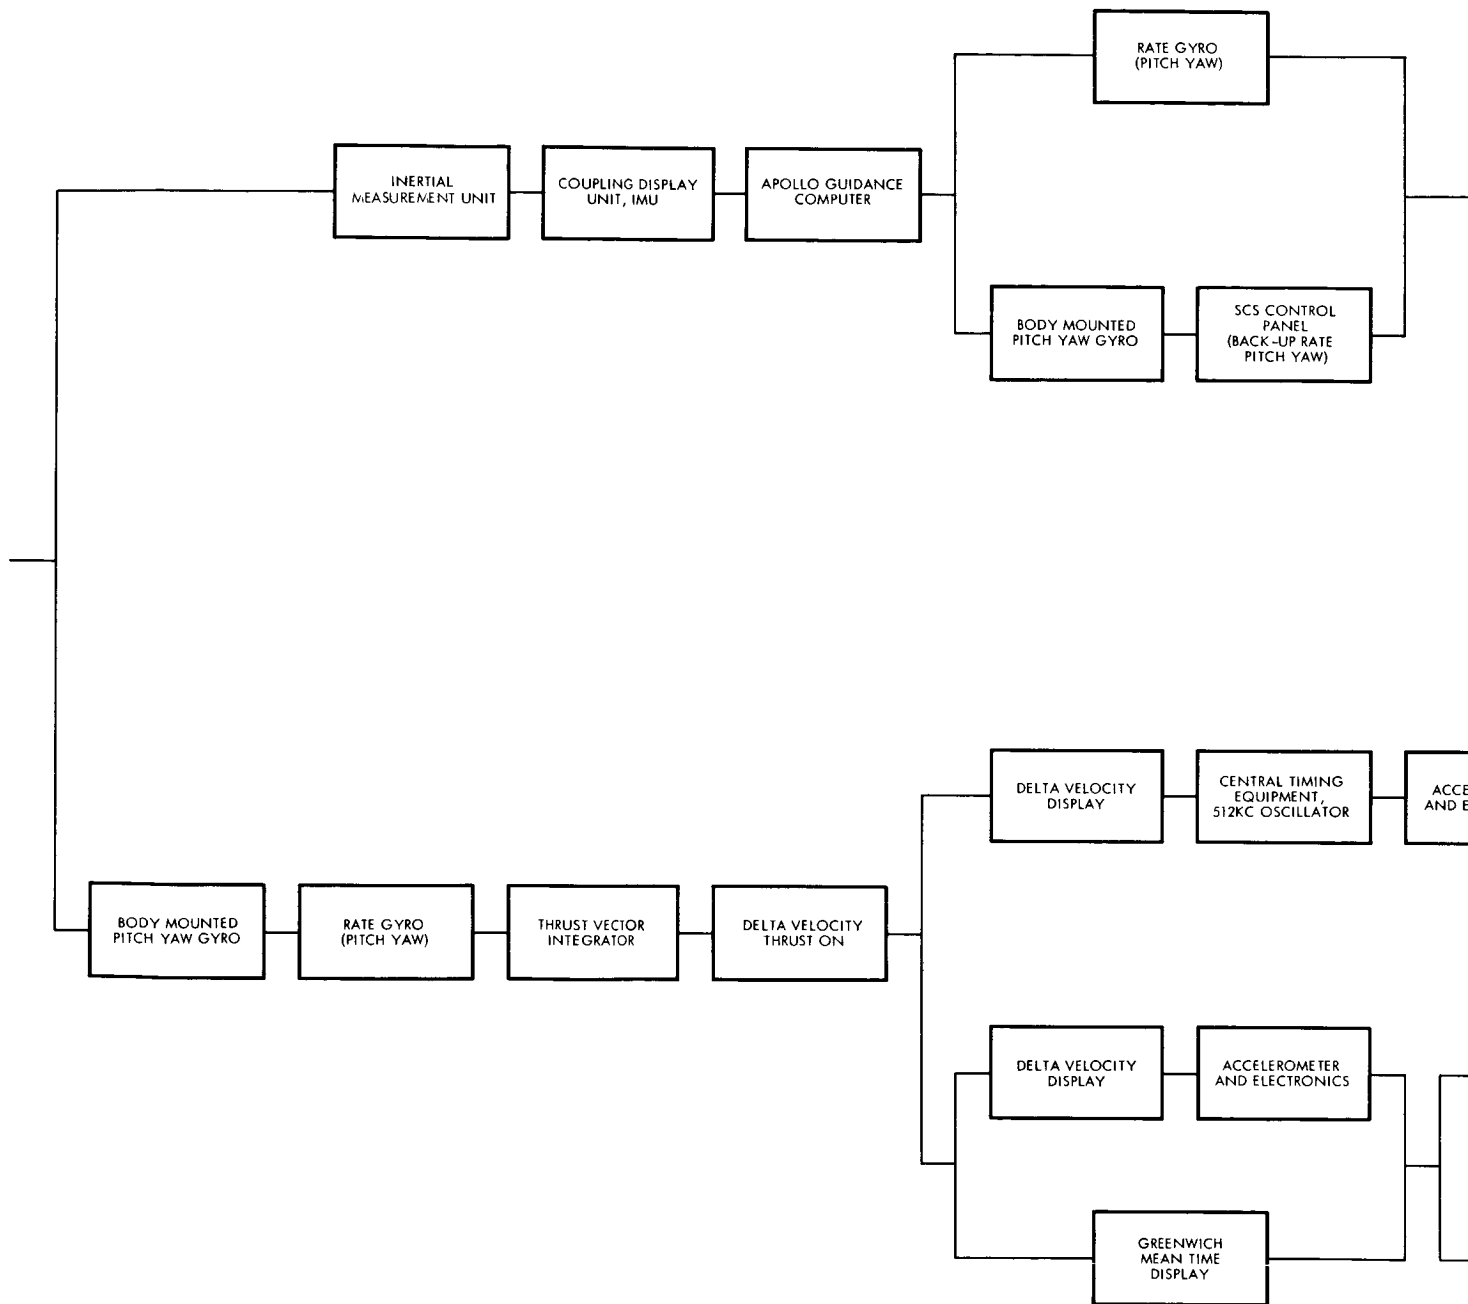 RATE GYRO
(PITCH YAW)
INERTIAL
MEASUREMENT UNIT
COUPLING DISPLAY
UNIT, IMU
APOLLO GUIDANCE
COMPUTER
BODY MOUNTED
PITCH YAW GYRO
SCS CONTROL
PANEL
(BACK-UP RATE
PITCH YAW)
DELTA VELOCITY
DISPLAY
CENTRAL TIMING
EQUIPMENT,
512KC OSCILLATOR
ACCE
AND E
BODY MOUNTED
PITCH YAW GYRO
RATE GYRO
(PITCH YAW)
THRUST VECTOR
INTEGRATOR
DELTA VELOCITY
THRUST ON
DELTA VELOCITY
DISPLAY
ACCELEROMETER
AND ELECTRONICS
GREENWICH
MEAN TIME
DISPLAY